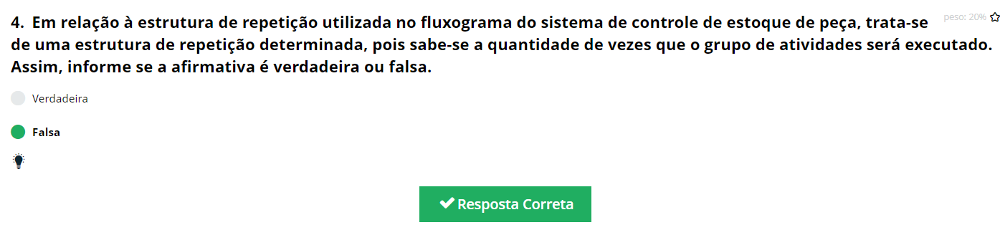 peso: 20%
4. Em relação à estrutura de repetição utilizada no fluxograma do sistema de controle de estoque de peça, trata-se
de uma estrutura de repetição determinada, pois sabe-se a quantidade de vezes que o grupo de atividades será executado.
Assim, informe se a afirmativa é verdadeira ou falsa.
Verdadeira
Falsa
Resposta Correta